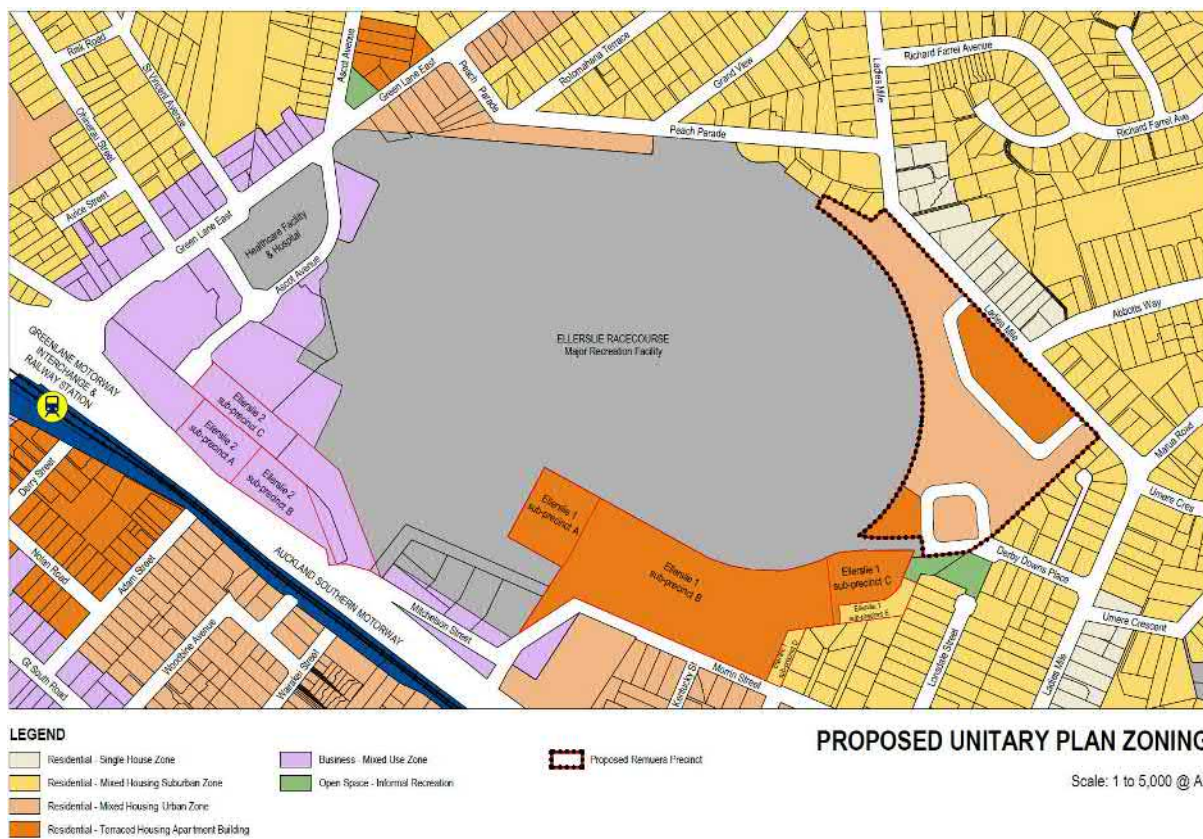 Rink Road
St Vincent Avenue
Ohinerau Street
Avice Street
Ascot Avenue
Green Lane East
Peach Parade
Rotomahana Terrace
Grand View
Ladies Mile
Richard Farrel Avenue
Richard Farrel Ave
Peach Parade
Green Lane East
Healthcare Facility
& Hospital
Ascot Avenue
ELLERSLIE RACECOURSE
Major Recreation Facility
Ladies Mile
Abbotts Way
Marua Road
Umere Cres
GREENLANE MOTORWAY
INTERCHANGE &
RAILWAY STATION
Ellerslie 2
sub-precinct C
Ellerslie 2
sub-precinct A
Ellerslie 2
sub-precinct B
Ellerslie 1
sub-precinct A
Ellerslie 1
sub-precinct B
Ellerslie 1
sub-precinct C
Ellerslie 1
Derby Downs Place
Umere Crescent
Derry Street
Nolan Road
Adam Street
AUCKLAND SOUTHERN MOTORWAY
Mitchelson Street
Woodbine Avenue
Wairakei Street
Gt South Road
Morrin Street
Kentucky St
Lonsdale Street
Ladies Mile
LEGEND
Residential - Single House Zone
Residential - Mixed Housing Suburban Zone
Residential - Mixed Housing Urban Zone
Residential - Terraced Housing Apartment Building
Business - Mixed Use Zone
Open Space - Informal Recreation
Proposed Remuera Precinct
PROPOSED UNITARY PLAN ZONING
Scale: 1 to 5,000 @ A